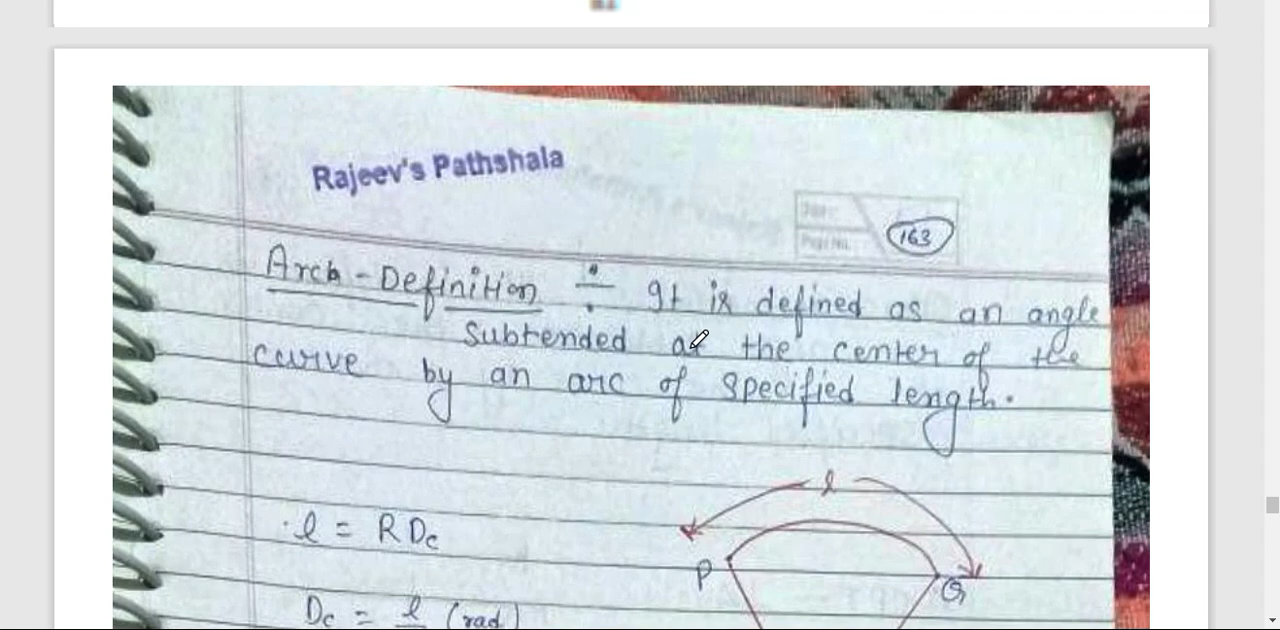 Rajeev's Pathshala
163
Arch-Definition ÷ It is defined as an angle
Subtended at the center of the
curve by an arc of specified length.
l
l = R Dc
P
Q
Dc = l (rad)